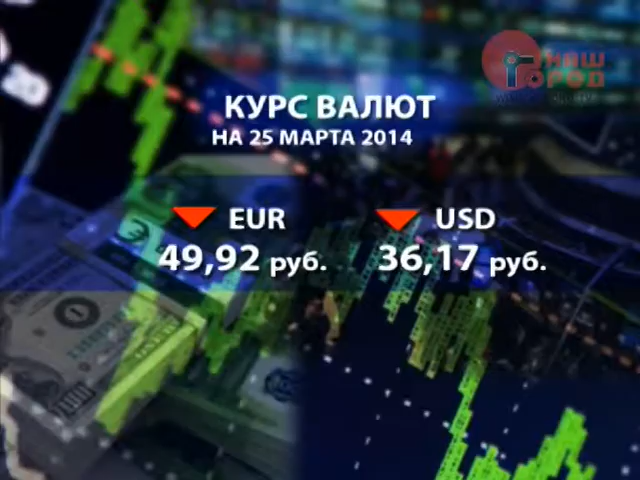 НАШ
ГОРОД
КУРС ВАЛЮТ
НА 25 МАРТА 2014
EUR
49,92 руб.
USD
36,17 руб.